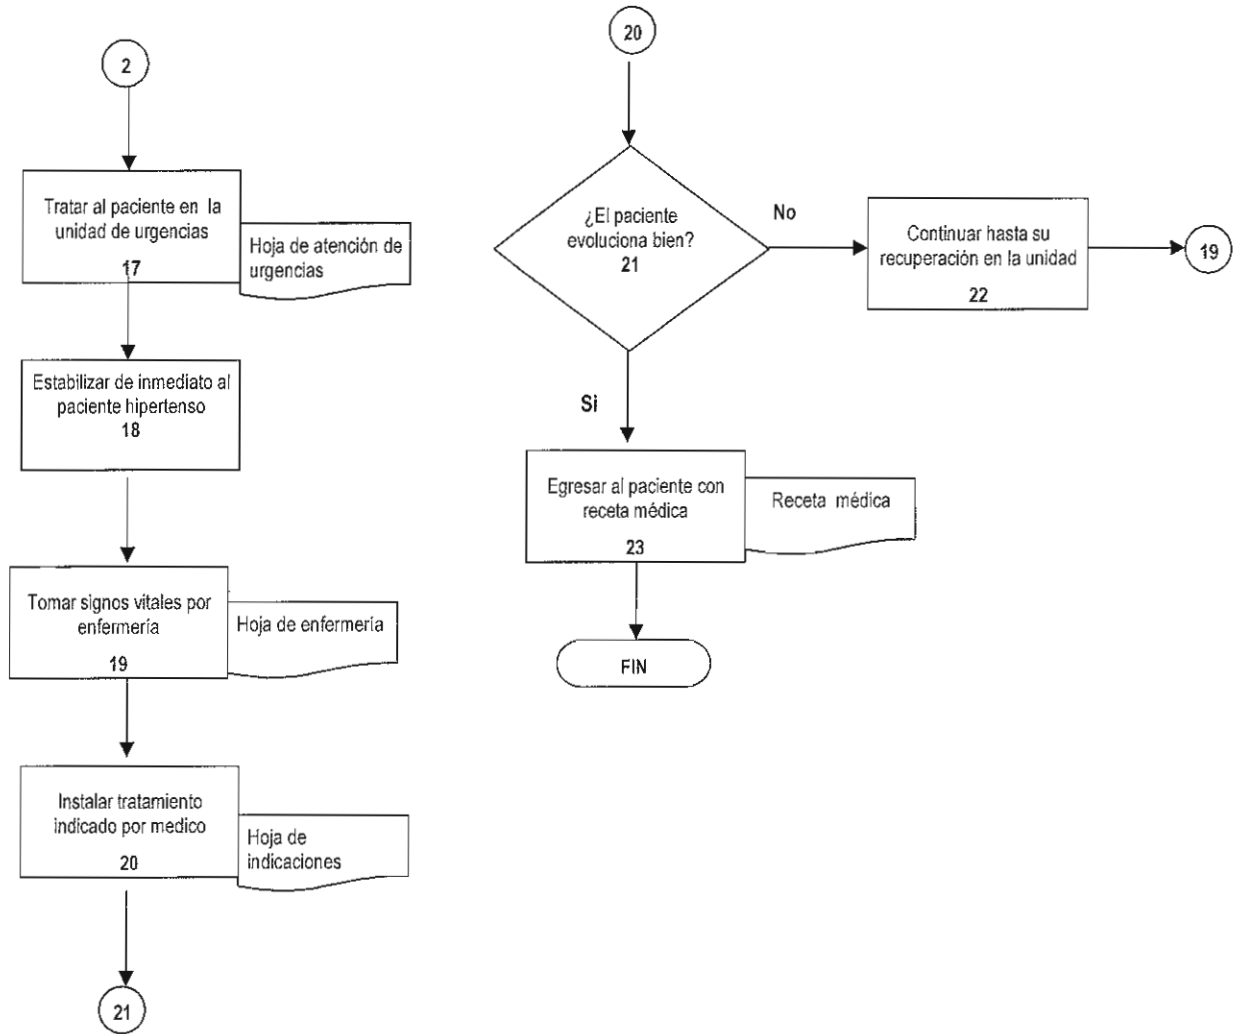 2
Tratar al paciente en la
unidad de urgencias
17
Hoja de atención de
urgencias
Estabilizar de inmediato al
paciente hipertenso
18
Tomar signos vitales por
enfermería
19
Hoja de enfermería
Instalar tratamiento
indicado por medico
20
Hoja de
indicaciones
21
20
¿El paciente
evoluciona bien?
21
No
Continuar hasta su
recuperación en la unidad
22
19
Si
Egresar al paciente con
receta médica
23
Receta médica
FIN